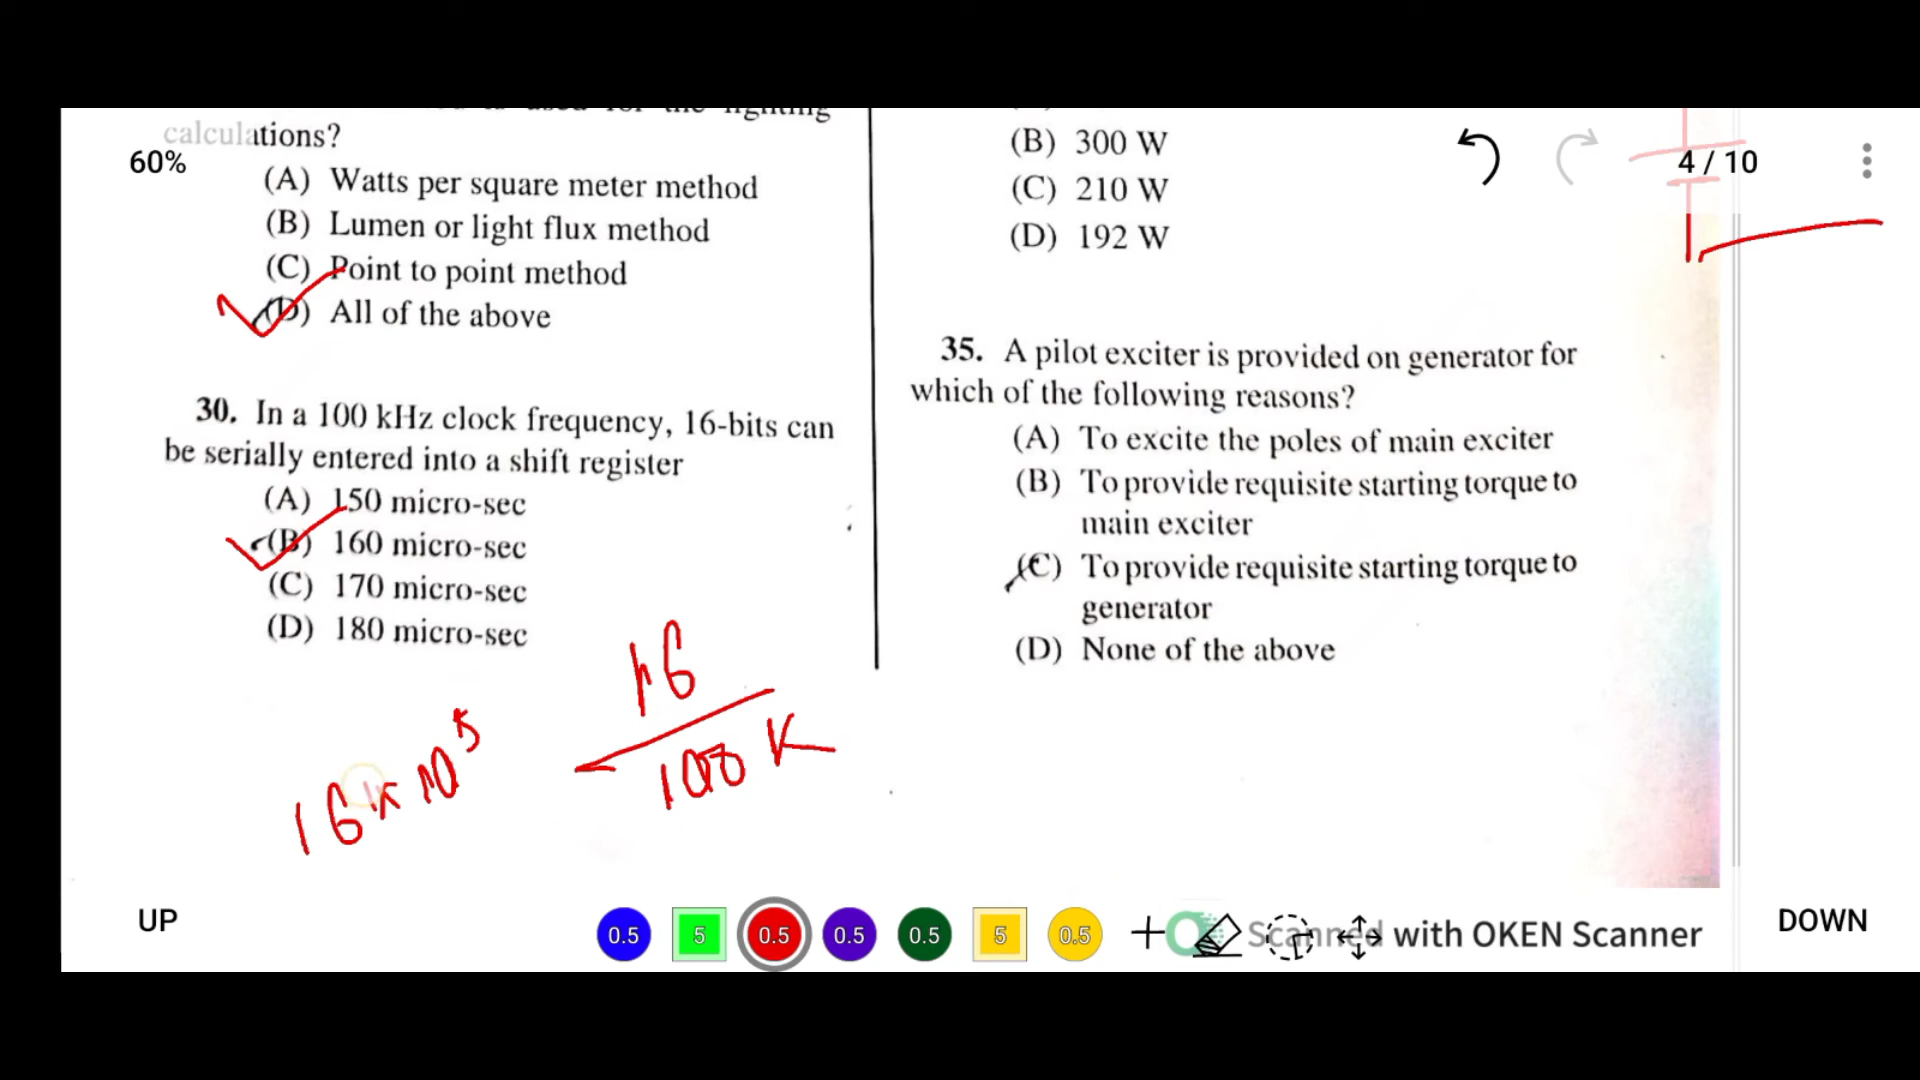 calculations?
60%
(A) Watts per square meter method
(B) Lumen or light flux method
(C) Point to point method
(D) All of the above
30. In a 100 kHz clock frequency, 16-bits can
be serially entered into a shift register
(A) 150 micro-sec
(B) 160 micro-sec
(C) 170 micro-sec
(D) 180 micro-sec
16
100 K
16 × 10 5
(B) 300 W
(C) 210 W
(D) 192 W
4 / 10
35. A pilot exciter is provided on generator for
which of the following reasons?
(A) To excite the poles of main exciter
(B) To provide requisite starting torque to
main exciter
(C) To provide requisite starting torque to
generator
(D) None of the above
UP
0.5 5 0.5 0.5 0.5 5 0.5
Scanned with OKEN Scanner
DOWN